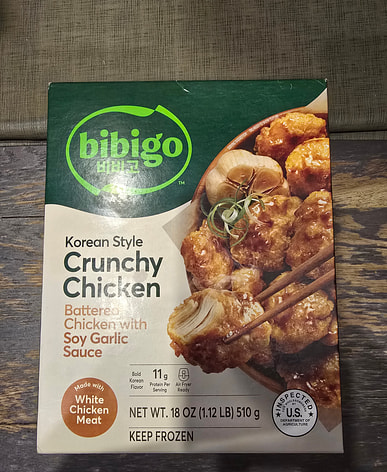 bibigo
비비고
TM
Korean Style
Crunchy
Chicken
Battered
Chicken with
Soy Garlic
Sauce
Bold
Korean Flavor
11g
Protein Per
Serving
Air Fryer
Ready
Made with
White
Chicken
Meat
NET WT. 18 OZ (1.12 LB) 510 g
KEEP FROZEN
INSPECTED
U.S.
DEPARTMENT OF
AGRICULTURE